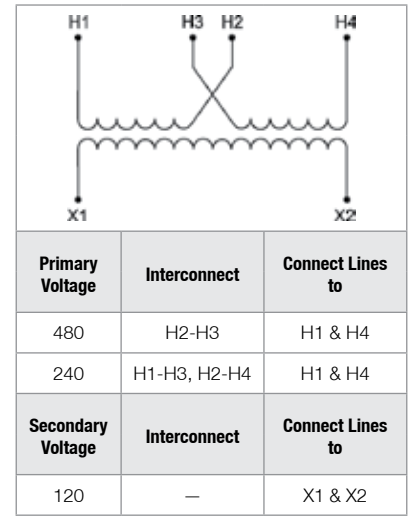 H1 H3 H2 H4
X1 X2
Primary Voltage Interconnect Connect Lines to
480 H2-H3 H1 & H4
240 H1-H3, H2-H4 H1 & H4
Secondary Voltage Interconnect Connect Lines to
120 — X1 & X2